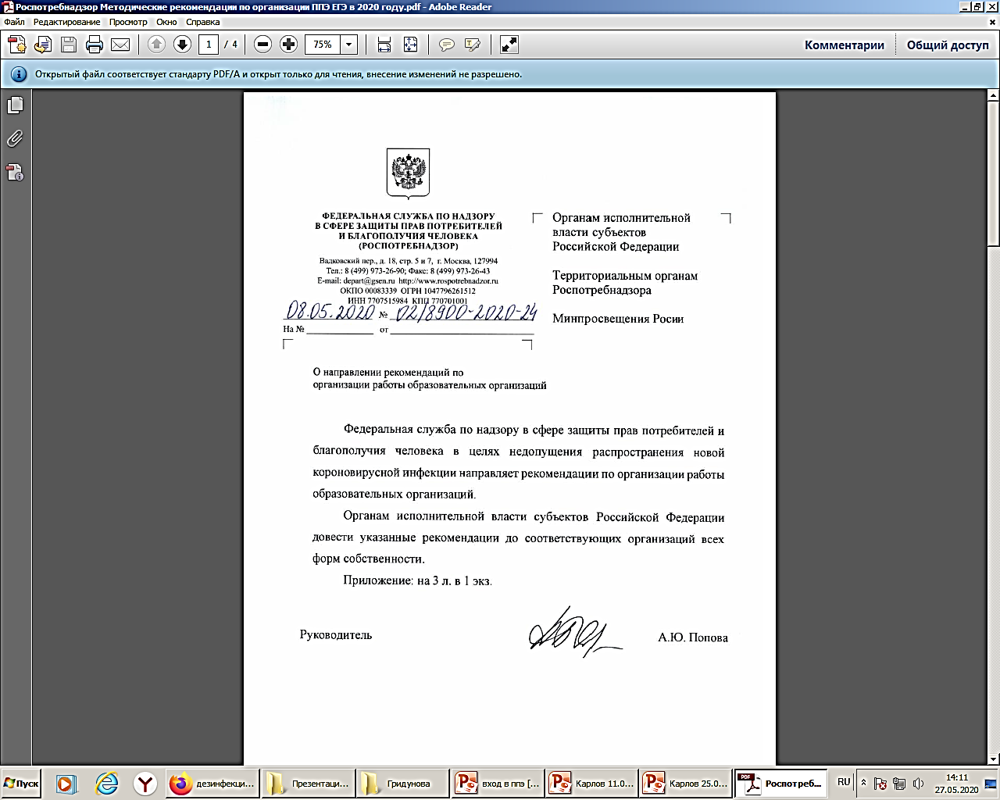 Роспотребнадзор Методические рекомендации по организации ППЭ ЕГЭ в 2020 году.pdf - Adobe Reader
Файл Редактирование Просмотр Окно Справка
1 / 4 75% Комментарии Общий доступ
Открытый файл соответствует стандарту PDF/A и открыт только для чтения, внесение изменений не разрешено.
ФЕДЕРАЛЬНАЯ СЛУЖБА ПО НАДЗОРУ
В СФЕРЕ ЗАЩИТЫ ПРАВ ПОТРЕБИТЕЛЕЙ
И БЛАГОПОЛУЧИЯ ЧЕЛОВЕКА
(РОСПОТРЕБНАДЗОР)
Вадковский пер., д. 18, стр. 5 и 7, г. Москва, 127994
Тел.: 8 (499) 973-26-90; Факс: 8 (499) 973-26-43
E-mail: depart@gsen.ru http://www.rospotrebnadzor.ru
ОКПО 00083339 ОГРН 1047796261512
ИНН 7707515984 КПП 770701001
08.05.2020 № 02/8900-2020-24
На № от
Органам исполнительной
власти субъектов
Российской Федерации
Территориальным органам
Роспотребнадзора
Минпросвещения Росии
О направлении рекомендаций по
организации работы образовательных организаций
Федеральная служба по надзору в сфере защиты прав потребителей и
благополучия человека в целях недопущения распространения новой
короновирусной инфекции направляет рекомендации по организации работы
образовательных организаций.
Органам исполнительной власти субъектов Российской Федерации
довести указанные рекомендации до соответствующих организаций всех
форм собственности.
Приложение: на 3 л. в 1 экз.
Руководитель А.Ю. Попова
Пуск дезинфекци... Презентаци... Гридунова вход в ппэ [... Карлов 11.0... Карлов 25.0... Роспотреб... RU 14:11
27.05.2020